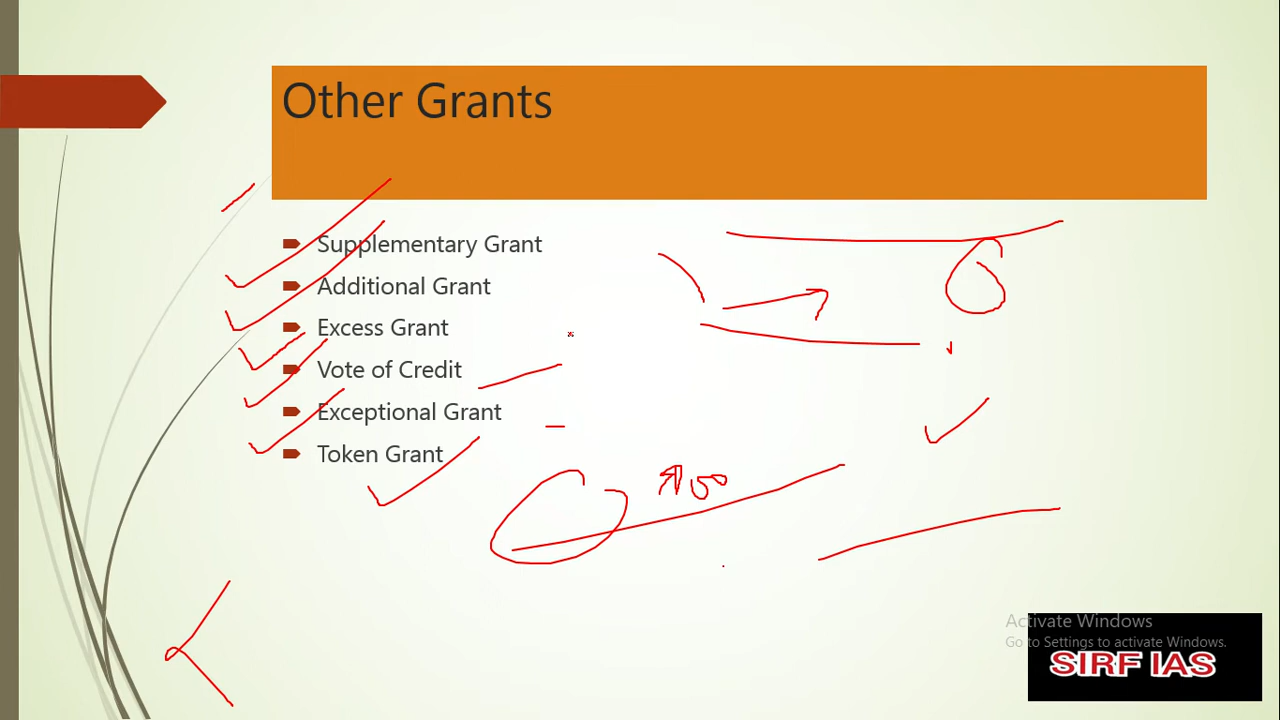 Other Grants
Supplementary Grant
Additional Grant
Excess Grant
Vote of Credit
Exceptional Grant
Token Grant
Activate Windows
Go to Settings to activate Windows.
SIRF IAS